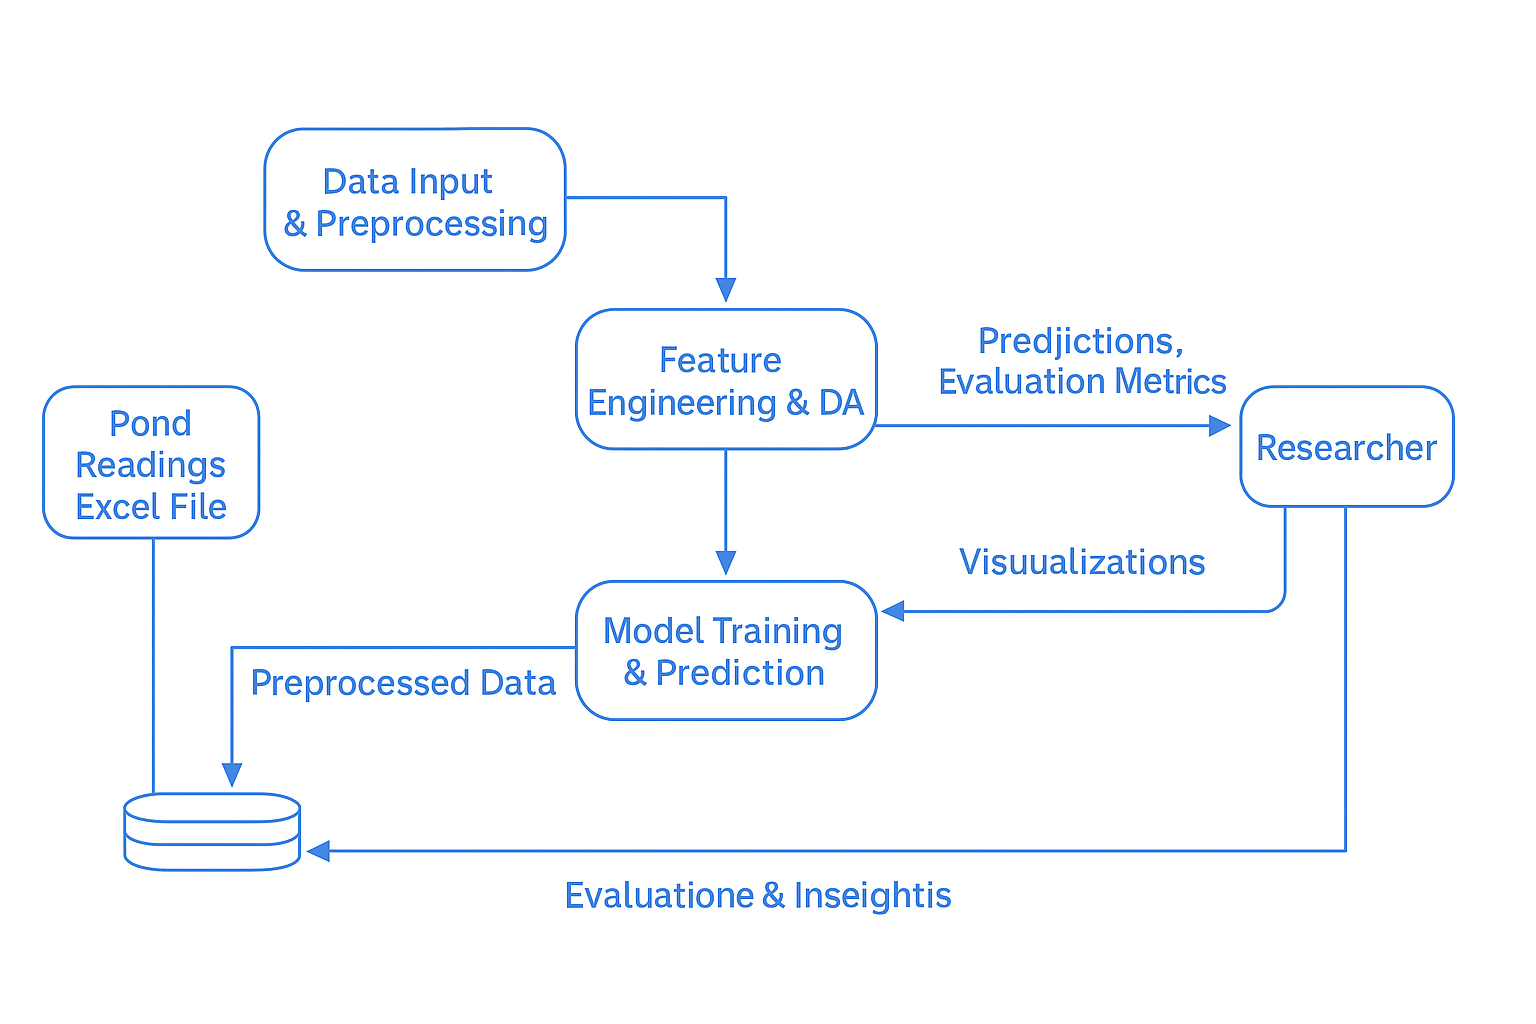 Data Input
& Preprocessing
Feature
Engineering & DA
Predjictions,
Evaluation Metrics
Pond
Readings
Excel File
Researcher
Visuualizations
Model Training
& Prediction
Preprocessed Data
Evaluatione & Inseightis